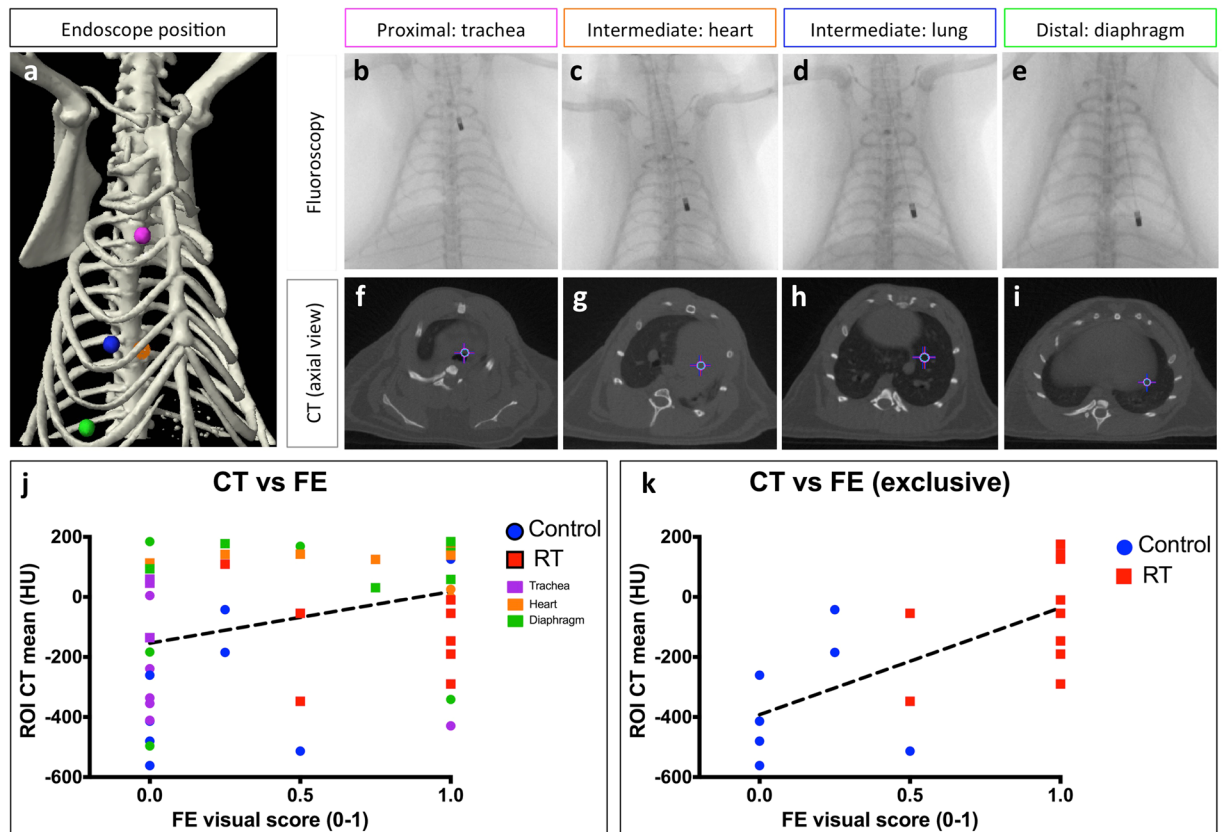 Endoscope position
Proximal: trachea
Intermediate: heart
Intermediate: lung
Distal: diaphragm
a
b
c
d
e
Fluoroscopy
f
g
h
i
CT (axial view)
j
CT vs FE
ROI CT mean (HU)
200
0
-200
-400
-600
0.0
0.5
1.0
FE visual score (0-1)
Control
RT
Trachea
Heart
Diaphragm
k
CT vs FE (exclusive)
ROI CT mean (HU)
200
0
-200
-400
-600
0.0
0.5
1.0
FE visual score (0-1)
Control
RT